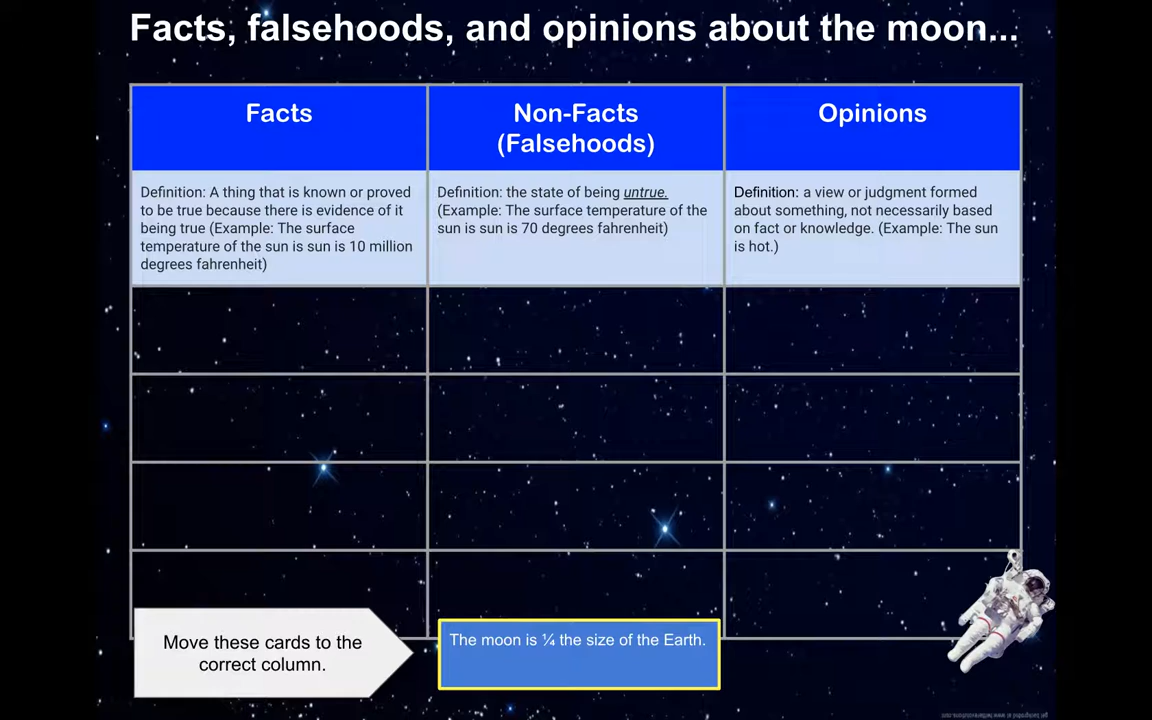 Facts, falsehoods, and opinions about the moon...
Facts
Non-Facts
(Falsehoods)
Opinions
Definition: A thing that is known or proved
to be true because there is evidence of it
being true (Example: The surface
temperature of the sun is sun is 10 million
degrees fahrenheit)
Definition: the state of being untrue.
(Example: The surface temperature of the
sun is sun is 70 degrees fahrenheit)
Definition: a view or judgment formed
about something, not necessarily based
on fact or knowledge. (Example: The sun
is hot.)
Move these cards to the
correct column.
The moon is ¼ the size of the Earth.